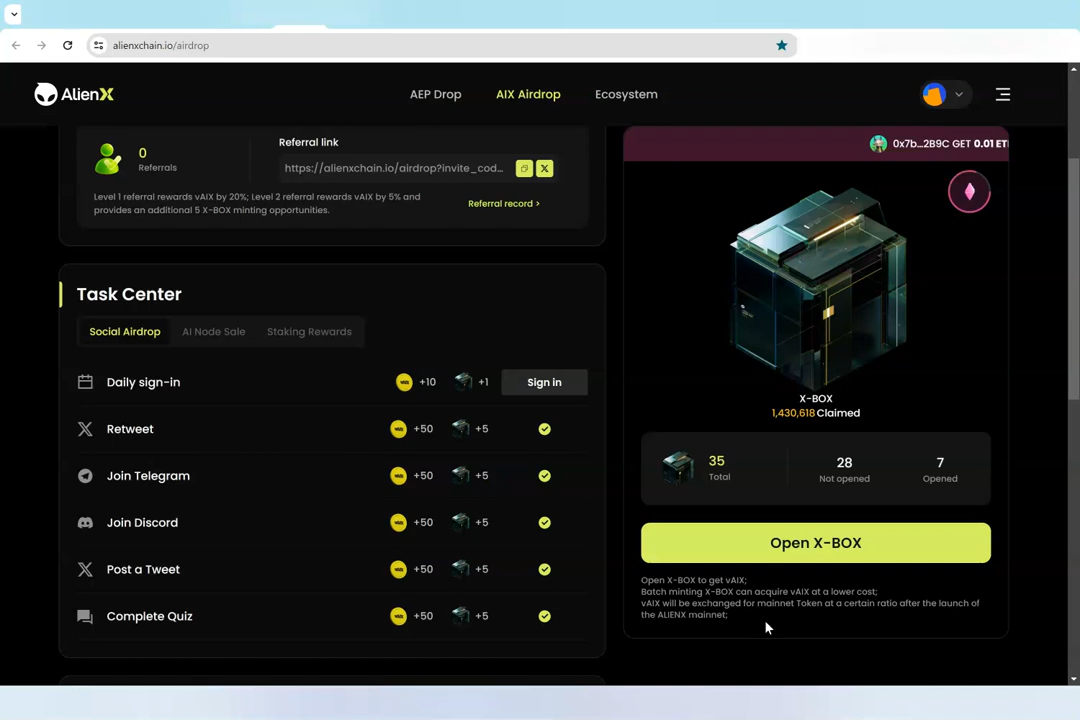 alienxchain.io/airdrop
AlienX
AEP Drop
AIX Airdrop
Ecosystem
0
Referrals
Referral link
https://alienxchain.io/airdrop?invite_cod...
Level 1 referral rewards vAIX by 20%; Level 2 referral rewards vAIX by 5% and
provides an additional 5 X-BOX minting opportunities.
Referral record >
Task Center
Social Airdrop
AI Node Sale
Staking Rewards
Daily sign-in +10 +1 Sign in
Retweet +50 +5
Join Telegram +50 +5
Join Discord +50 +5
Post a Tweet +50 +5
Complete Quiz +50 +5
0x7b...2B9C GET 0.01 ET
X-BOX
1,430,618 Claimed
35
Total
28
Not opened
7
Opened
Open X-BOX
Open X-BOX to get vAIX;
Batch minting X-BOX can acquire vAIX at a lower cost;
vAIX will be exchanged for mainnet Token at a certain ratio after the launch of
the ALIENX mainnet;